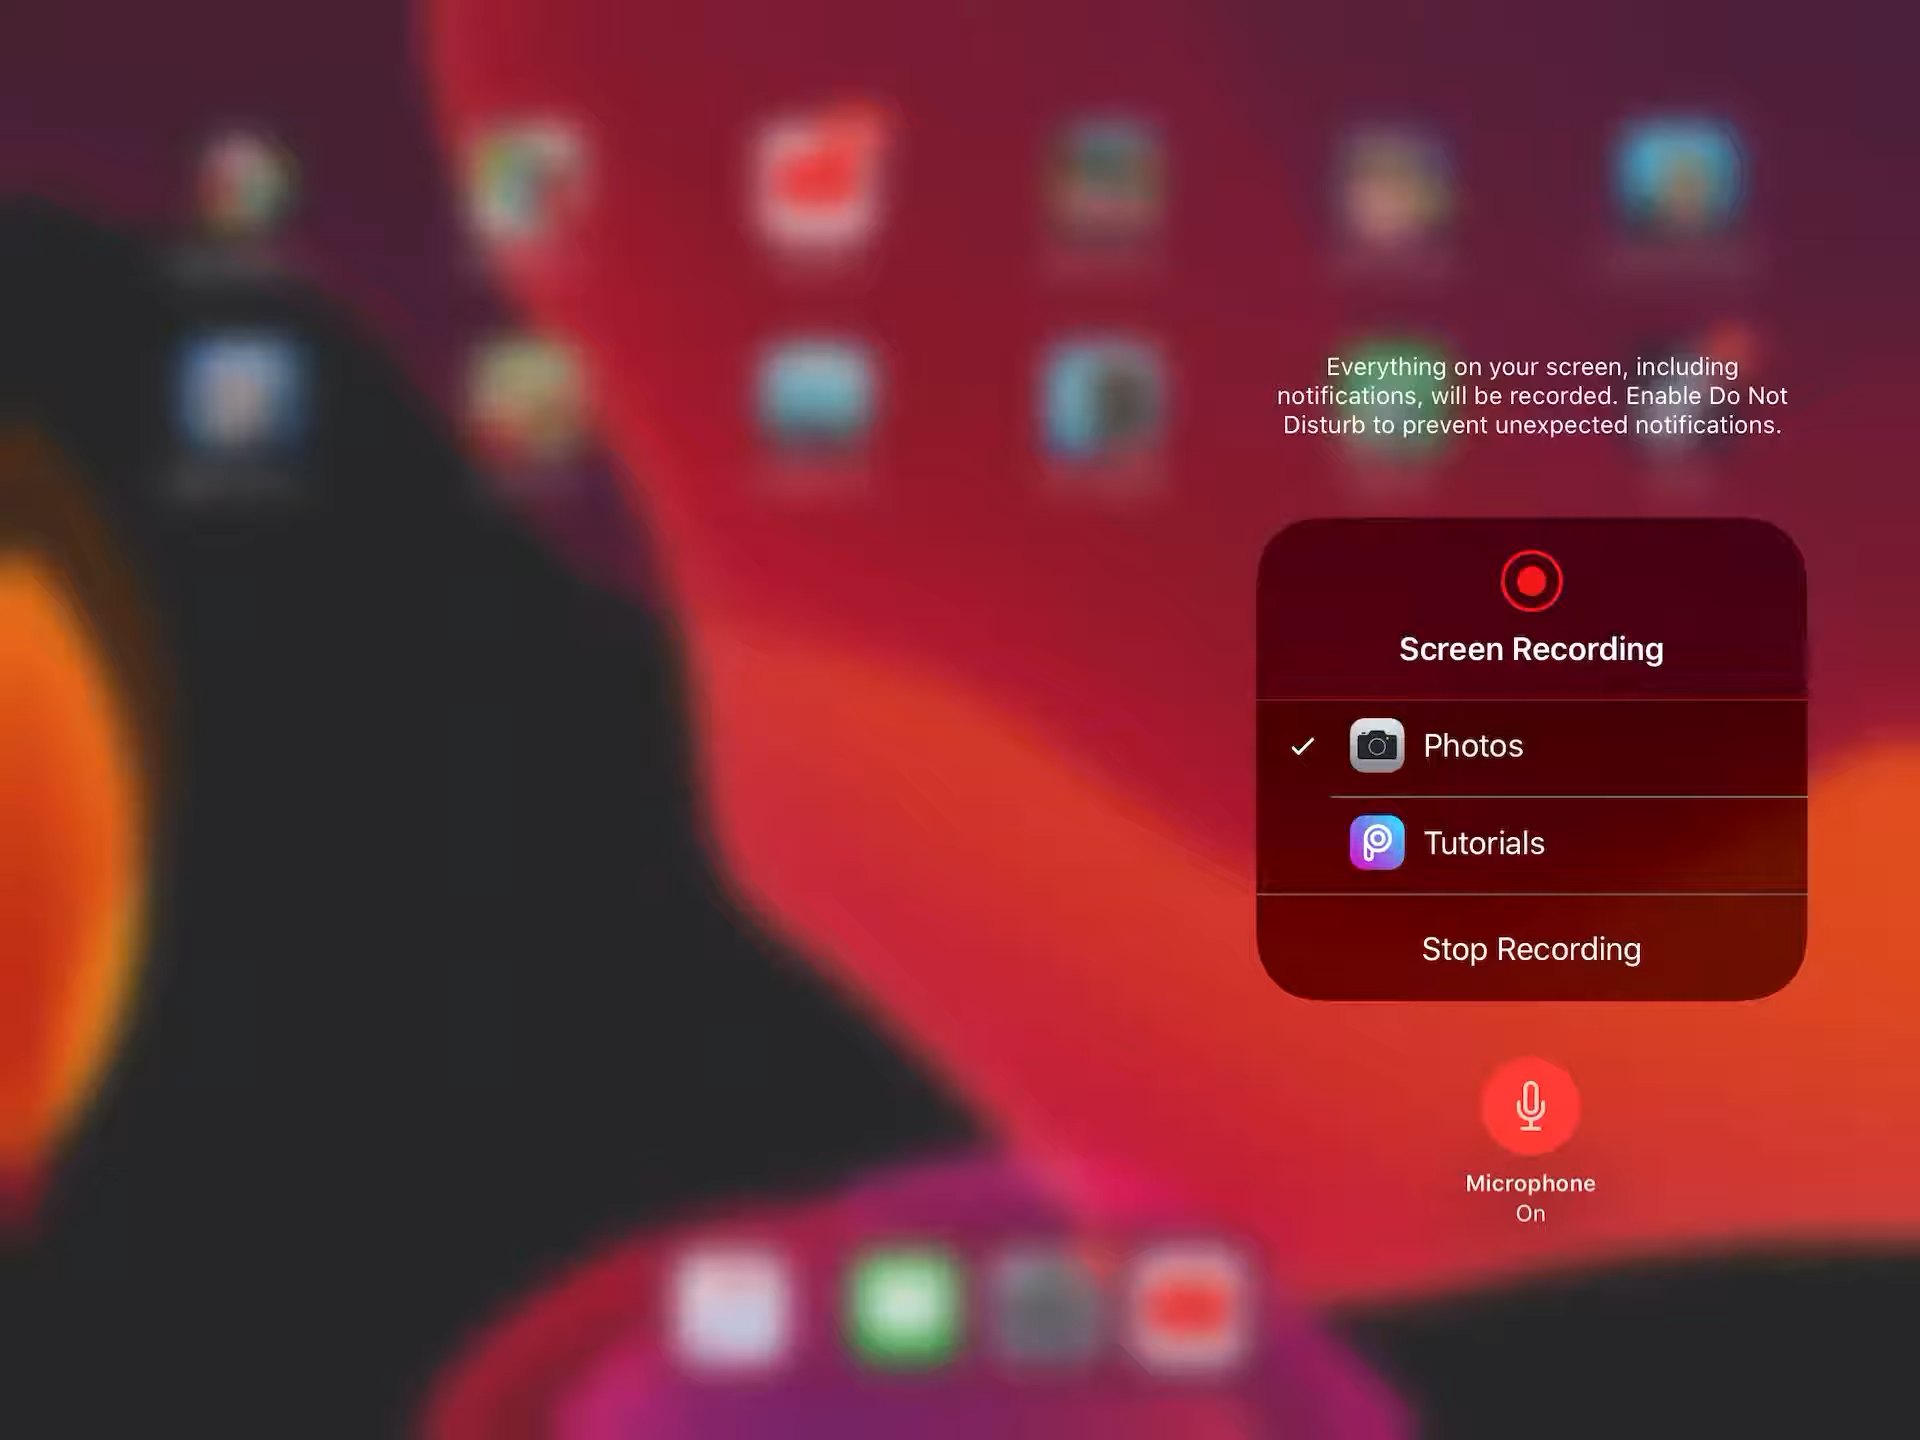 Everything on your screen, including
notifications, will be recorded. Enable Do Not
Disturb to prevent unexpected notifications.
Screen Recording
Photos
Tutorials
Stop Recording
Microphone
On